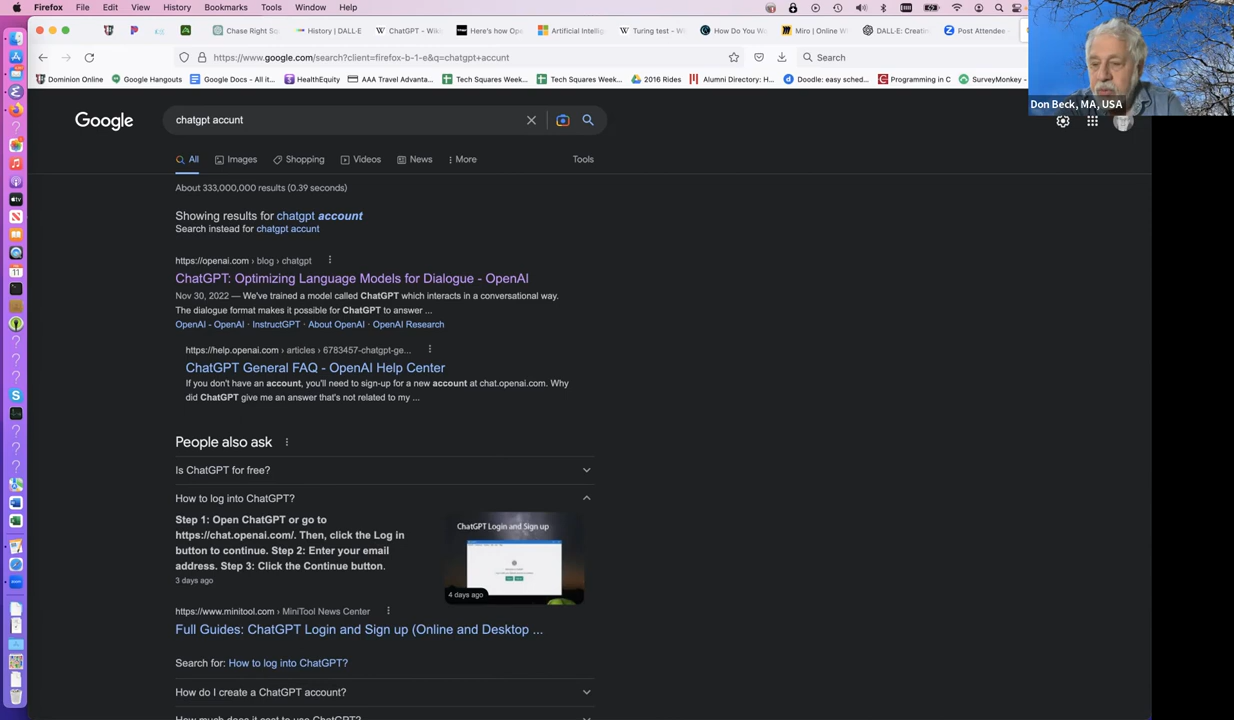 Firefox File Edit View History Bookmarks Tools Window Help
Chase Right Sq. History | DALL-E ChatGPT - Wiki Here's how Ope Artificial Intellig Turing test - Wi How Do You W Miro | Online W DALL·E: Creatin Post Attendee -
https://www.google.com/search?client=firefox-b-1-e&q=chatgpt+accunt Search
Dominion Online Google Hangouts Google Docs - All it... HealthEquity AAA Travel Advanta... Tech Squares Week... Tech Squares Week... 2016 Rides Alumni Directory: H... Doodle: easy sched... Programming in C SurveyMonkey -
Don Beck, MA, USA
Google chatgpt accunt
All Images Shopping Videos News More Tools
About 333,000,000 results (0.39 seconds)
Showing results for chatgpt account
Search instead for chatgpt accunt
https://openai.com › blog › chatgpt
ChatGPT: Optimizing Language Models for Dialogue - OpenAI
Nov 30, 2022 — We've trained a model called ChatGPT which interacts in a conversational way.
The dialogue format makes it possible for ChatGPT to answer ...
OpenAI - OpenAI · InstructGPT · About OpenAI · OpenAI Research
https://help.openai.com › articles › 6783457-chatgpt-ge...
ChatGPT General FAQ - OpenAI Help Center
If you don't have an account, you'll need to sign-up for a new account at chat.openai.com. Why
did ChatGPT give me an answer that's not related to my ...
People also ask
Is ChatGPT for free?
How to log into ChatGPT?
Step 1: Open ChatGPT or go to
https://chat.openai.com/. Then, click the Log in
button to continue. Step 2: Enter your email
address. Step 3: Click the Continue button.
3 days ago
ChatGPT Login and Sign up
4 days ago
https://www.minitool.com › MiniTool News Center
Full Guides: ChatGPT Login and Sign up (Online and Desktop ...
Search for: How to log into ChatGPT?
How do I create a ChatGPT account?
How much does it cost to use ChatGPT?